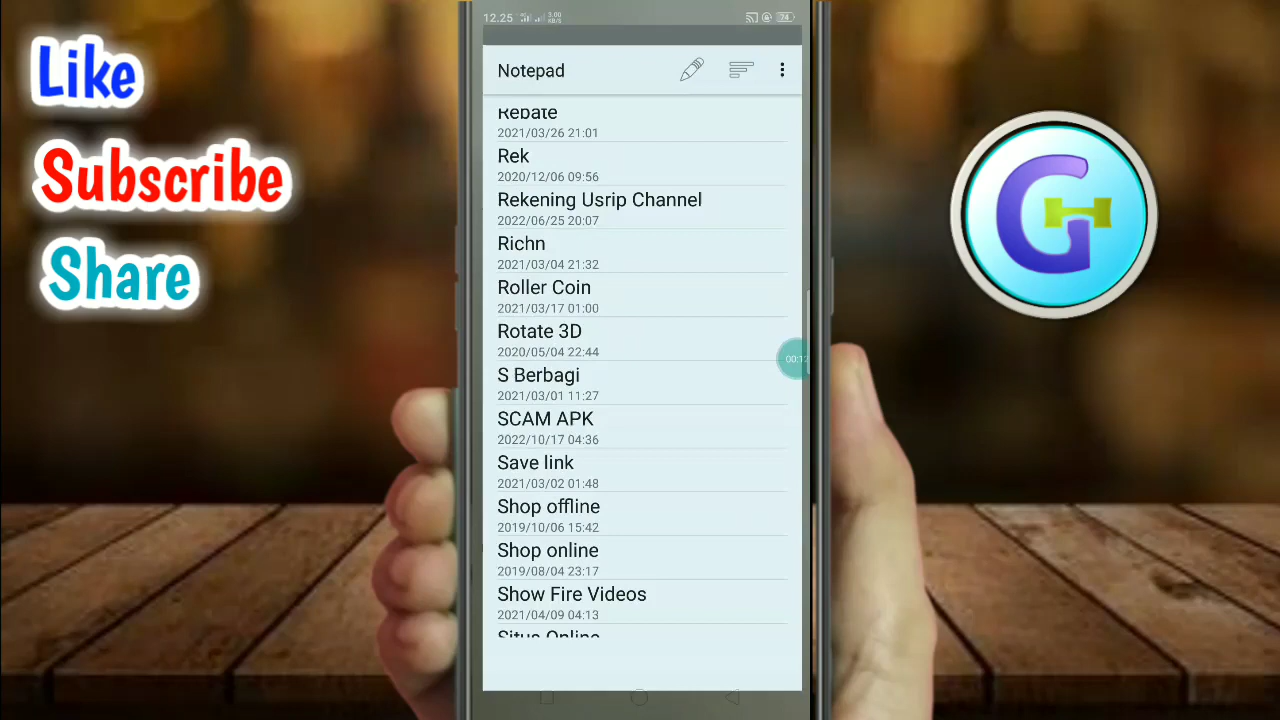 Like
Subscribe
Share
12.25 3.00 KB/S 74
Notepad
Rebate
2021/03/26 21:01
Rek
2020/12/06 09:56
Rekening Usrip Channel
2022/06/25 20:07
Richn
2021/03/04 21:32
Roller Coin
2021/03/17 01:00
Rotate 3D
2020/05/04 22:44
S Berbagi
2021/03/01 11:27
SCAM APK
2022/10/17 04:36
Save link
2021/03/02 01:48
Shop offline
2019/10/06 15:42
Shop online
2019/08/04 23:17
Show Fire Videos
2021/04/09 04:13
Situs Online
G